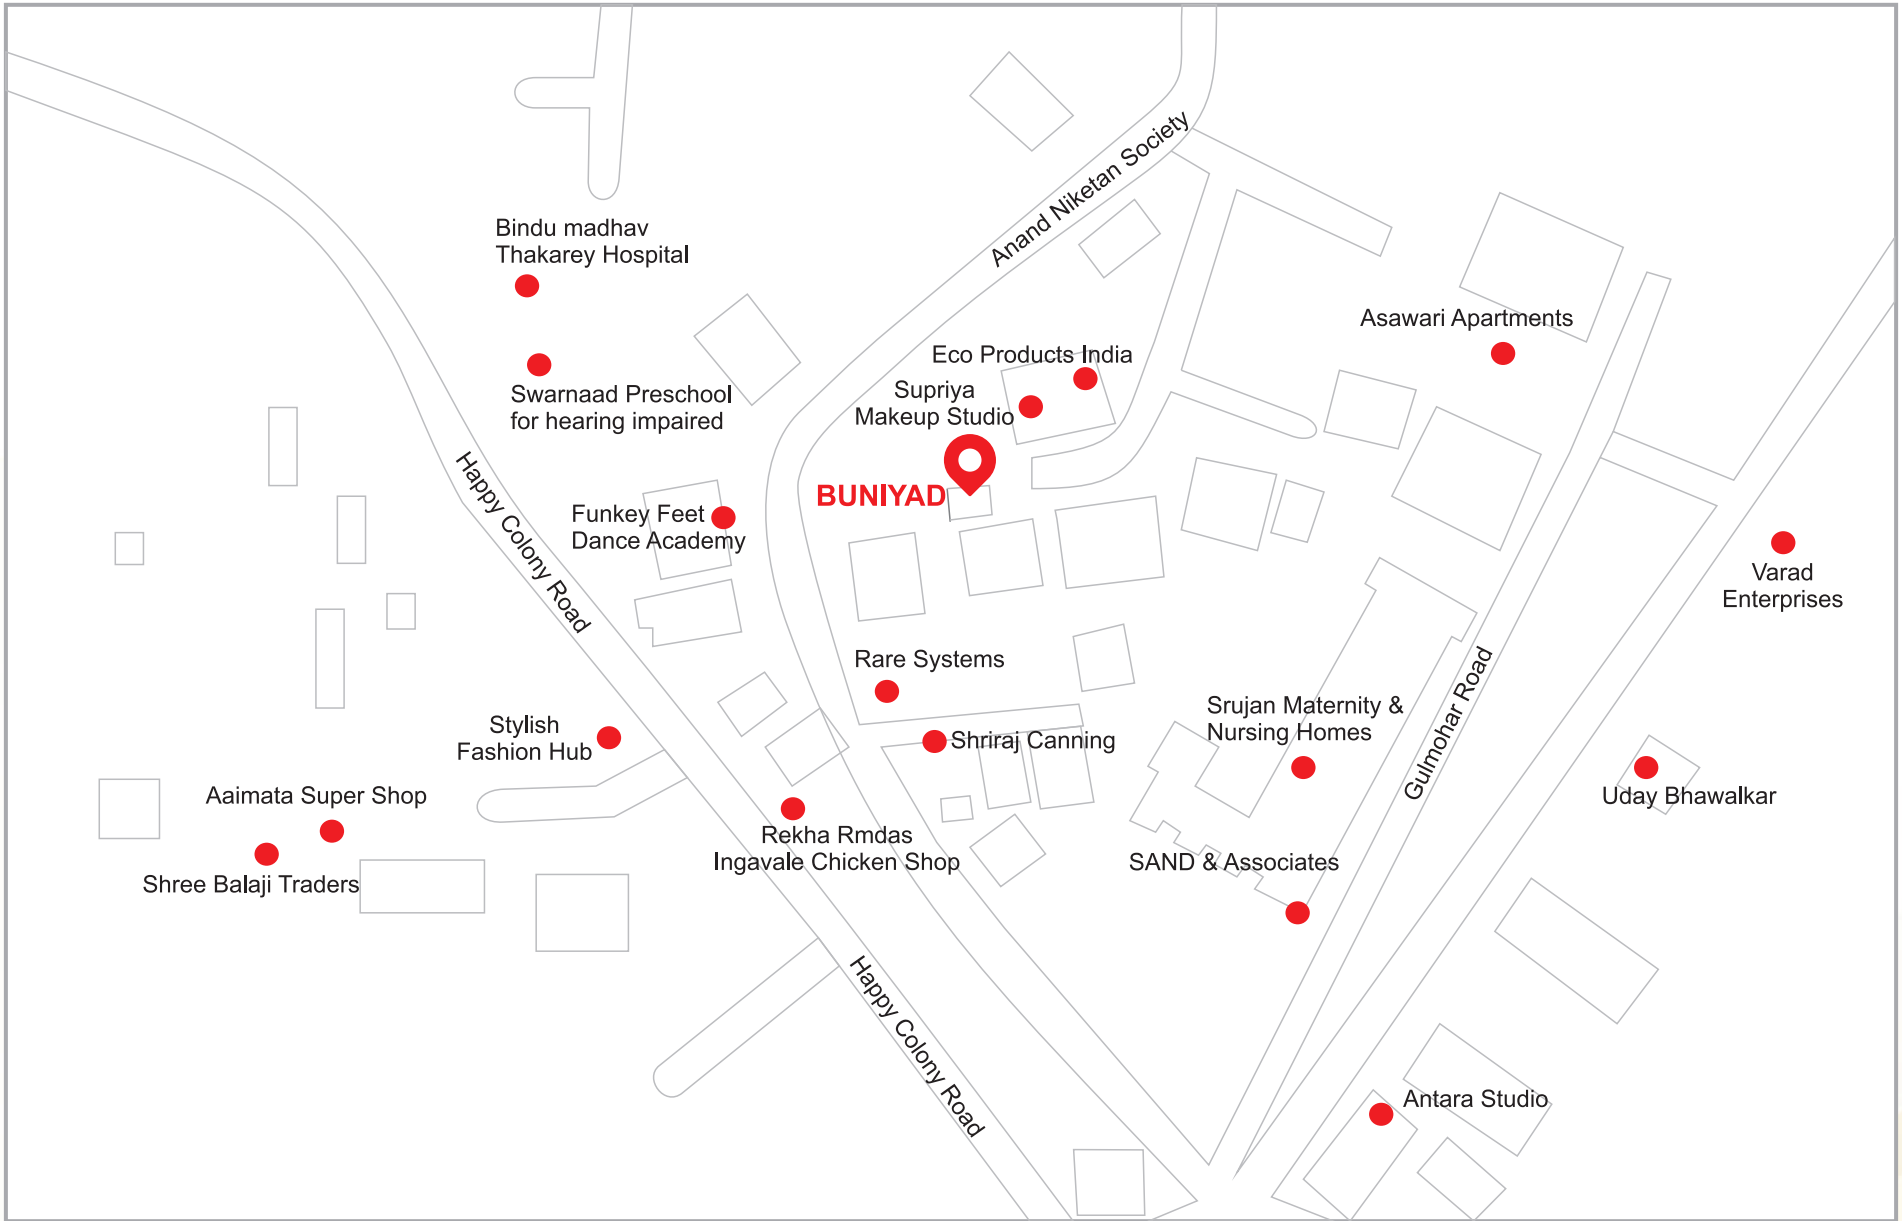 Anand Niketan Society
Bindu madhav
Thakarey Hospital
Swarnaad Preschool
for hearing impaired
Asawari Apartments
Eco Products India
Supriya
Makeup Studio
BUNIYAD
Happy Colony Road
Funkey Feet
Dance Academy
Varad
Enterprises
Rare Systems
Gulmohar Road
Srujan Maternity &
Nursing Homes
Stylish
Fashion Hub
Shriraj Canning
Aaimata Super Shop
Uday Bhawalkar
Rekha Rmdas
Ingavale Chicken Shop
SAND & Associates
Shree Balaji Traders
Happy Colony Road
Antara Studio